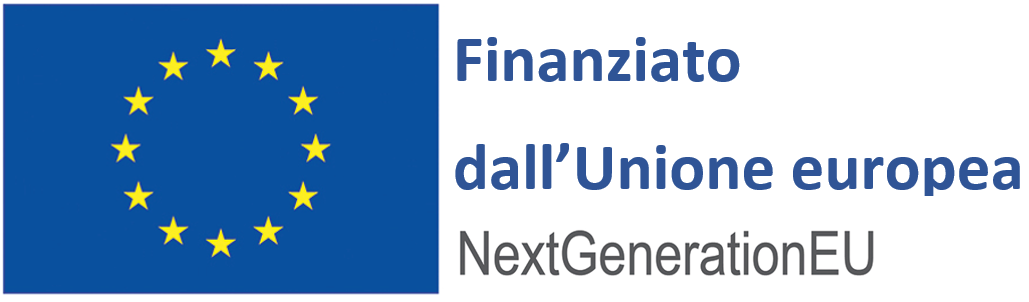 Finanziato
dall’Unione europea
NextGenerationEU